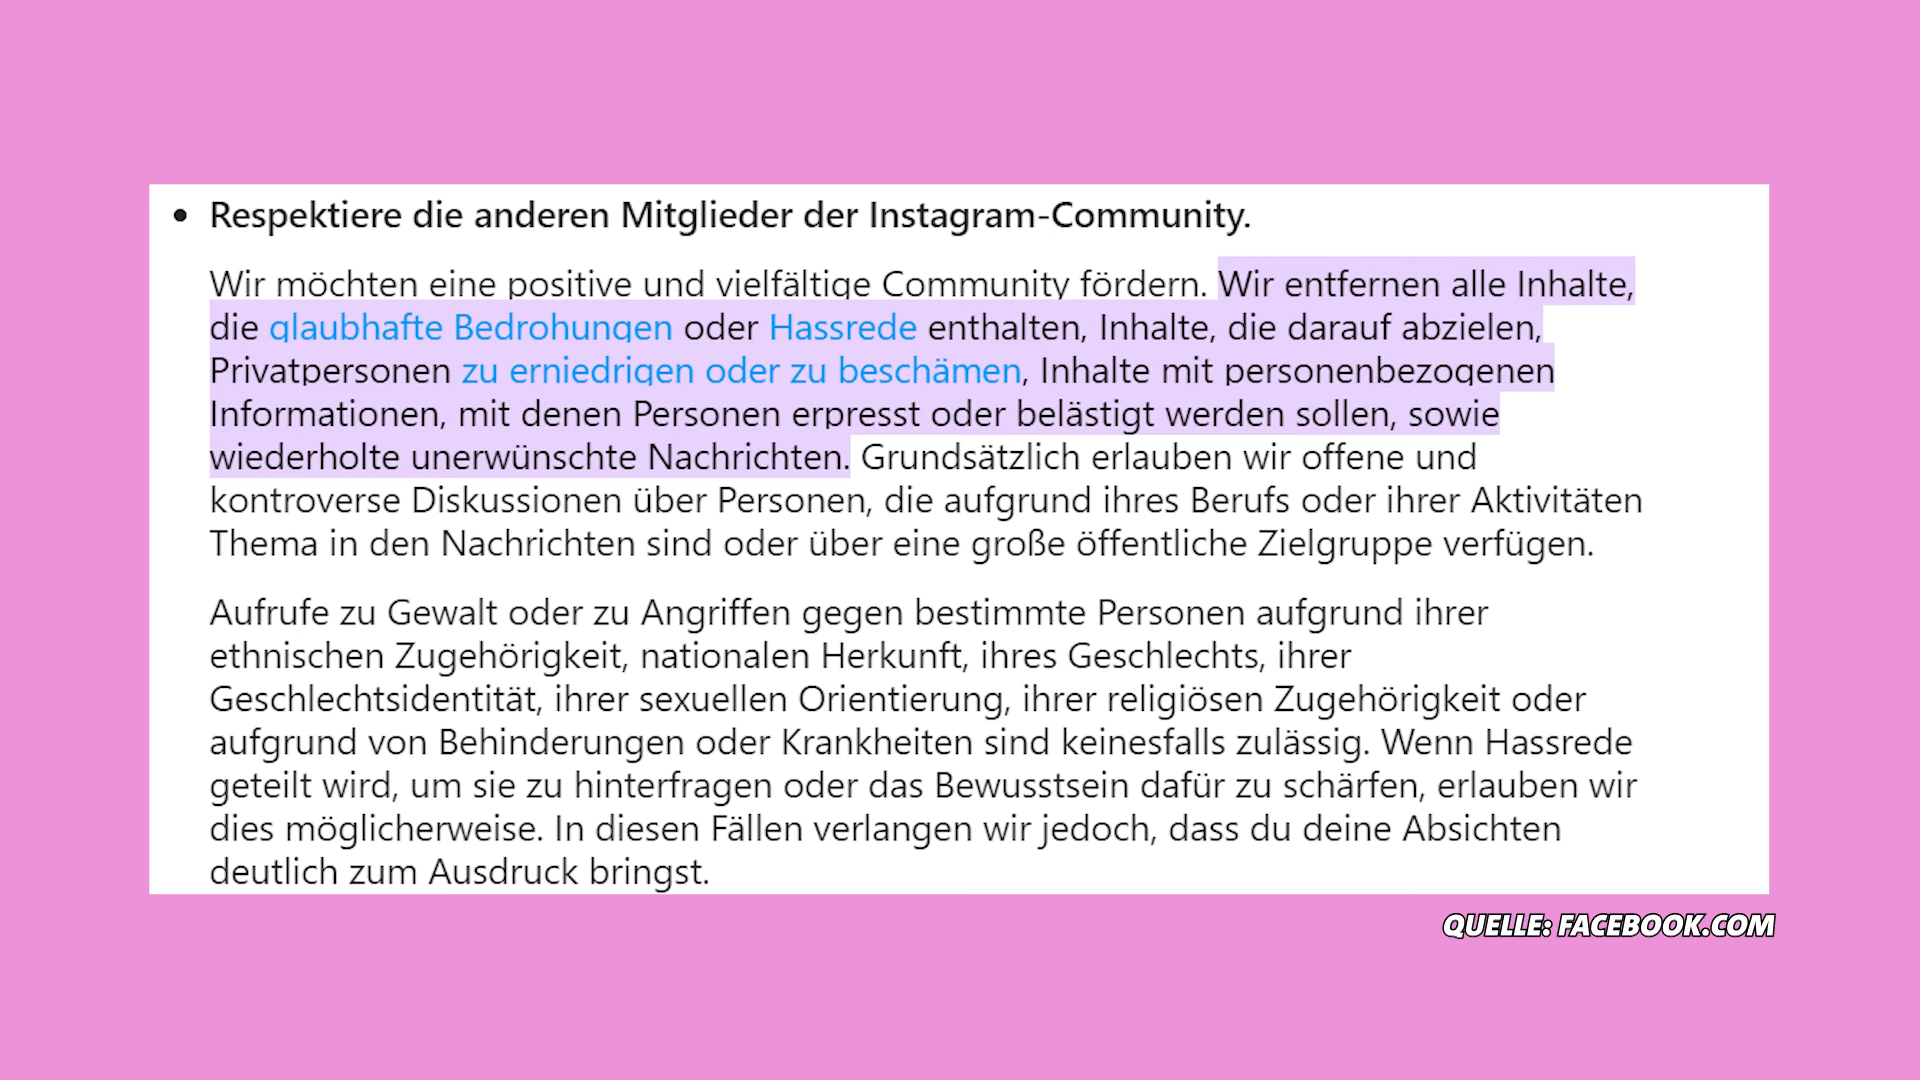 • Respektiere die anderen Mitglieder der Instagram-Community.
Wir möchten eine positive und vielfältige Community fördern. Wir entfernen alle Inhalte,
die glaubhafte Bedrohungen oder Hassrede enthalten, Inhalte, die darauf abzielen,
Privatpersonen zu erniedrigen oder zu beschämen, Inhalte mit personenbezogenen
Informationen, mit denen Personen erpresst oder belästigt werden sollen, sowie
wiederholte unerwünschte Nachrichten. Grundsätzlich erlauben wir offene und
kontroverse Diskussionen über Personen, die aufgrund ihres Berufs oder ihrer Aktivitäten
Thema in den Nachrichten sind oder über eine große öffentliche Zielgruppe verfügen.
Aufrufe zu Gewalt oder zu Angriffen gegen bestimmte Personen aufgrund ihrer
ethnischen Zugehörigkeit, nationalen Herkunft, ihres Geschlechts, ihrer
Geschlechtsidentität, ihrer sexuellen Orientierung, ihrer religiösen Zugehörigkeit oder
aufgrund von Behinderungen oder Krankheiten sind keinesfalls zulässig. Wenn Hassrede
geteilt wird, um sie zu hinterfragen oder das Bewusstsein dafür zu schärfen, erlauben wir
dies möglicherweise. In diesen Fällen verlangen wir jedoch, dass du deine Absichten
deutlich zum Ausdruck bringst.
QUELLE: FACEBOOK.COM